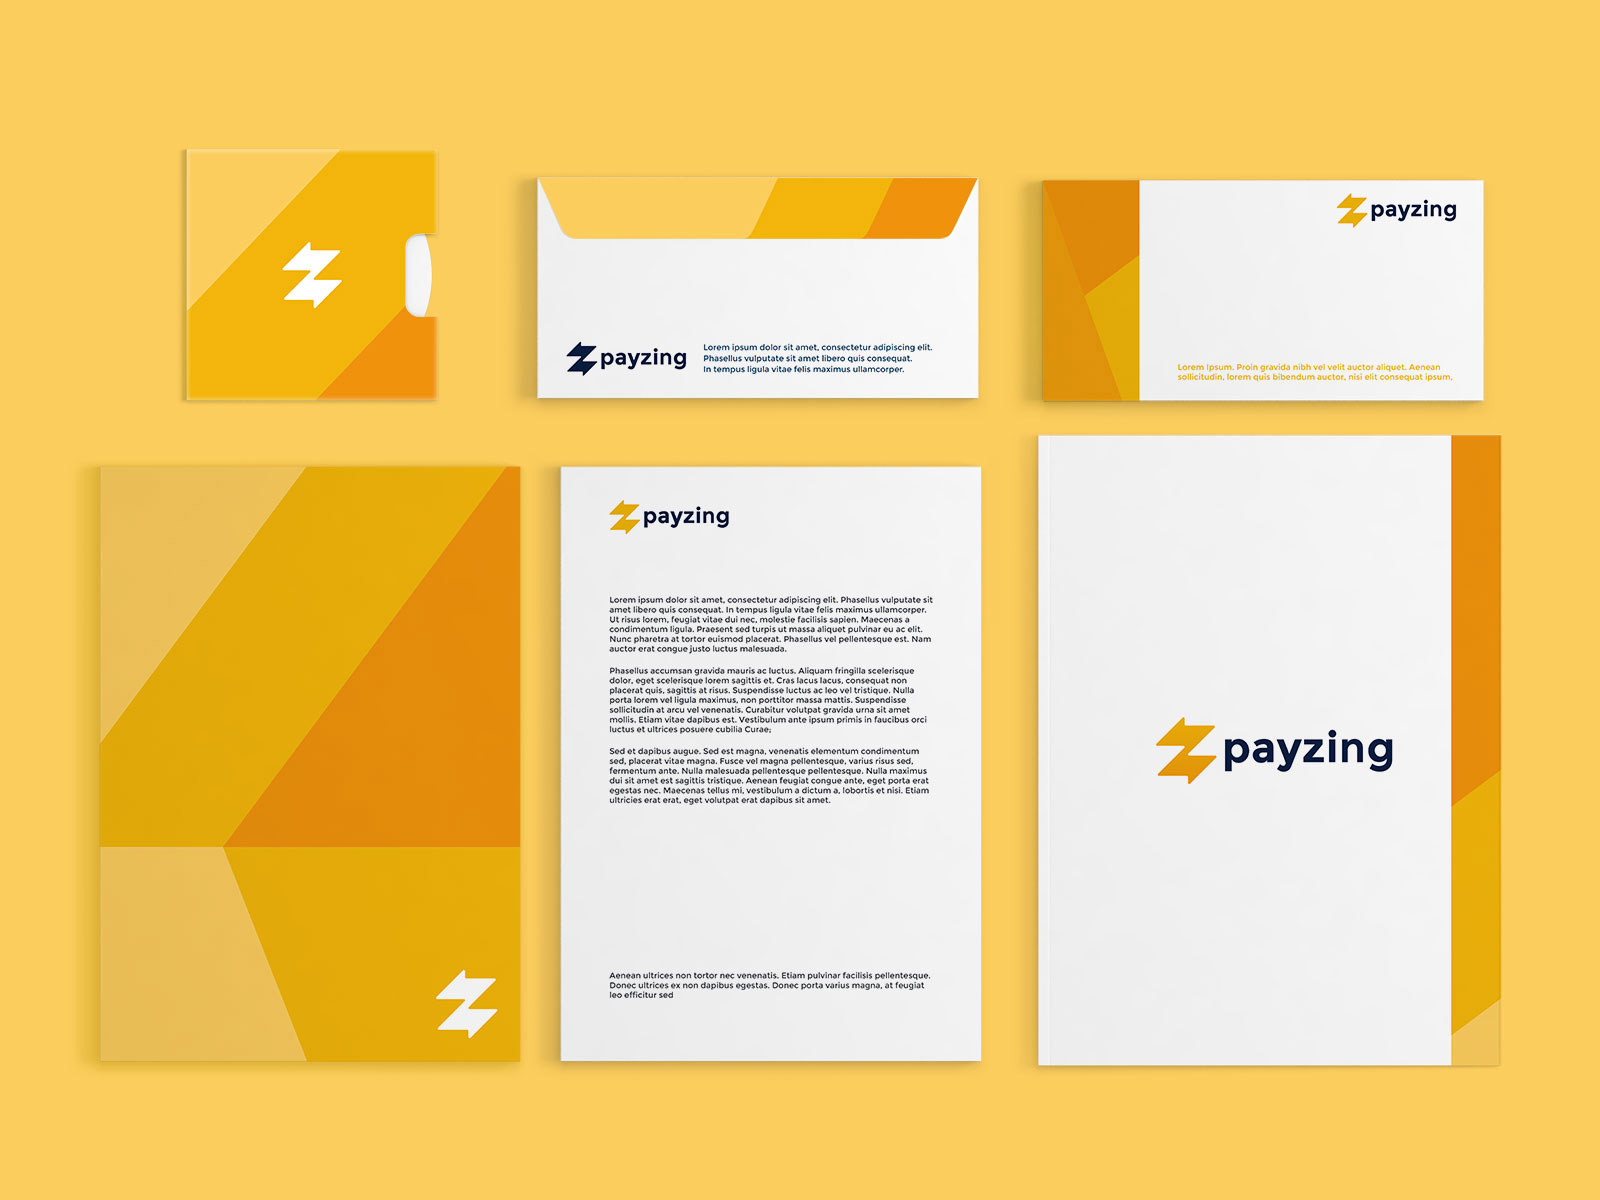 payzing
Lorem ipsum dolor sit amet, consectetur adipiscing elit.
Phasellus vulputate sit amet libero quis consequat.
In tempus ligula vitae felis maximus ullamcorper.
payzing
Lorem Ipsum. Proin gravida nibh vel velit auctor aliquet. Aenean
sollicitudin, lorem quis bibendum auctor, nisi elit consequat ipsum.
payzing
Lorem ipsum dolor sit amet, consectetur adipiscing elit. Phasellus vulputate sit
amet libero quis consequat. In tempus ligula vitae felis maximus ullamcorper.
Ut risus lorem, feugiat vitae dui nec, molestie facilisis sapien. Maecenas a
condimentum ligula. Praesent sed turpis ut massa aliquet pulvinar eu ac elit.
Nunc pharetra at tortor euismod placerat. Phasellus vel pellentesque est. Nam
auctor erat congue justo luctus malesuada.
Phasellus accumsan gravida mauris ac luctus. Aliquam fringilla scelerisque
dolor, eget scelerisque lorem sagittis et. Cras lacus lacus, consequat non
placerat quis, sagittis at risus. Suspendisse luctus ac leo vel tristique. Nulla
porta lorem vel ligula maximus, non porttitor massa mattis. Suspendisse
sollicitudin at arcu vel venenatis. Curabitur volutpat gravida urna sit amet
mollis. Etiam vitae dapibus est. Vestibulum ante ipsum primis in faucibus orci
luctus et ultrices posuere cubilia Curae;
Sed et dapibus augue. Sed est magna, venenatis elementum condimentum
sed, placerat vitae magna. Fusce vel magna pellentesque, varius risus sed,
fermentum ante. Nulla malesuada pellentesque pellentesque. Nulla maximus
dui sit amet est sagittis tristique. Aenean feugiat congue ante, eget porta erat
egestas nec. Maecenas tellus mi, vestibulum a dictum a, lobortis et nisi. Etiam
ultricies erat erat, eget volutpat erat dapibus sit amet.
Aenean ultrices non tortor nec venenatis. Etiam pulvinar facilisis pellentesque.
Donec ultrices ex non dapibus egestas. Donec porta varius magna, at feugiat
leo efficitur sed
payzing